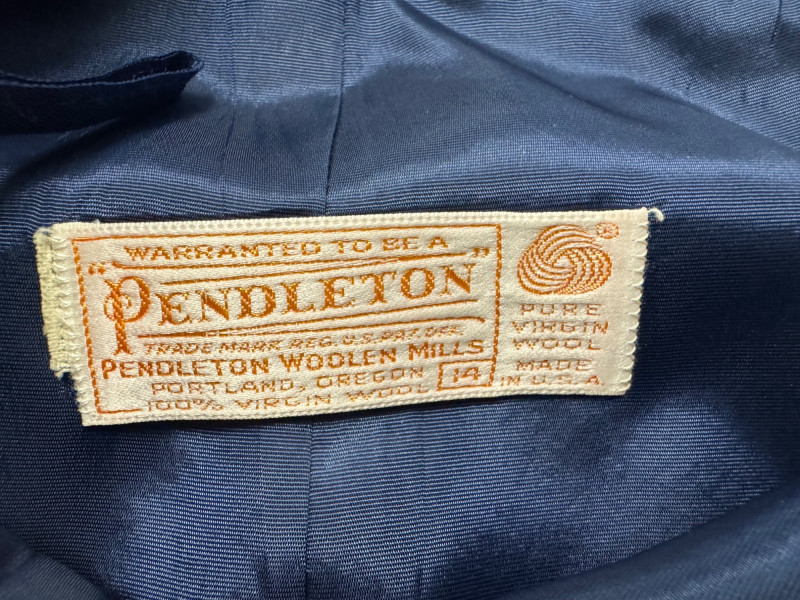 WARRANTED TO BE A
"PENDLETON"
TRADE MARK REG. U.S. PAT. OFF.
PENDLETON WOOLEN MILLS
PORTLAND, OREGON
100% VIRGIN WOOL
14
®
PURE
VIRGIN
WOOL
MADE
IN U.S.A.